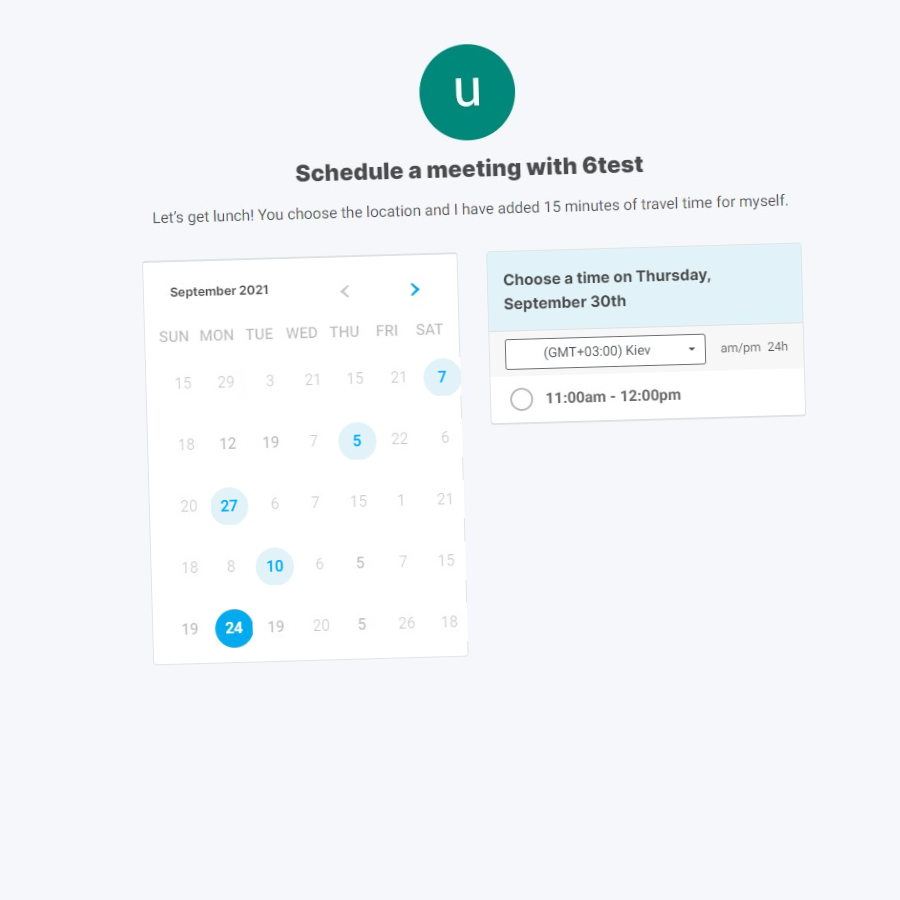 u
Schedule a meeting with 6test
Let's get lunch! You choose the location and I have added 15 minutes of travel time for myself.
September 2021
SUN MON TUE WED THU FRI SAT
15 29 3 21 15 21 7
18 12 19 7 5 22 6
20 27 6 7 15 1 21
18 8 10 6 5 7 15
19 24 19 20 5 26 18
Choose a time on Thursday,
September 30th
(GMT+03:00) Kiev am/pm 24h
11:00am - 12:00pm